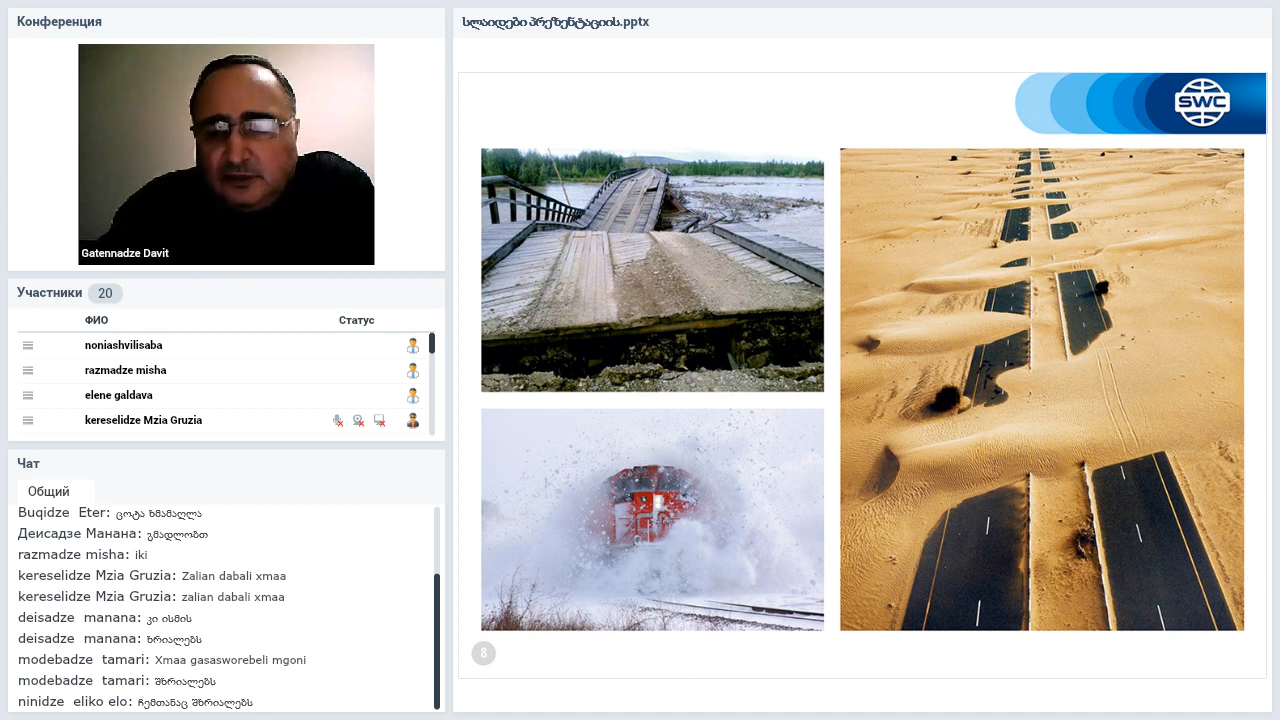 Конференция
Gatennadze Davit
Участники 20
ФИО Статус
noniashvilisaba
razmadze misha
elene galdava
kereselidze Mzia Gruzia
Чат
Общий
Buqidze Eter: ცოტა ხმამაღლა
Деисадзе Манана: გმადლობთ
razmadze misha: iki
kereselidze Mzia Gruzia: Zalian dabali xmaa
kereselidze Mzia Gruzia: zalian dabali xmaa
deisadze manana: კი ისმის
deisadze manana: ხრიალებს
modebadze tamari: Xmaa gasasworebeli mgoni
modebadze tamari: შხრიალებს
ninidze eliko elo: ჩემთანაც შხრიალებს
სლაიდები პრეზენტაციის.pptx
SWC
8